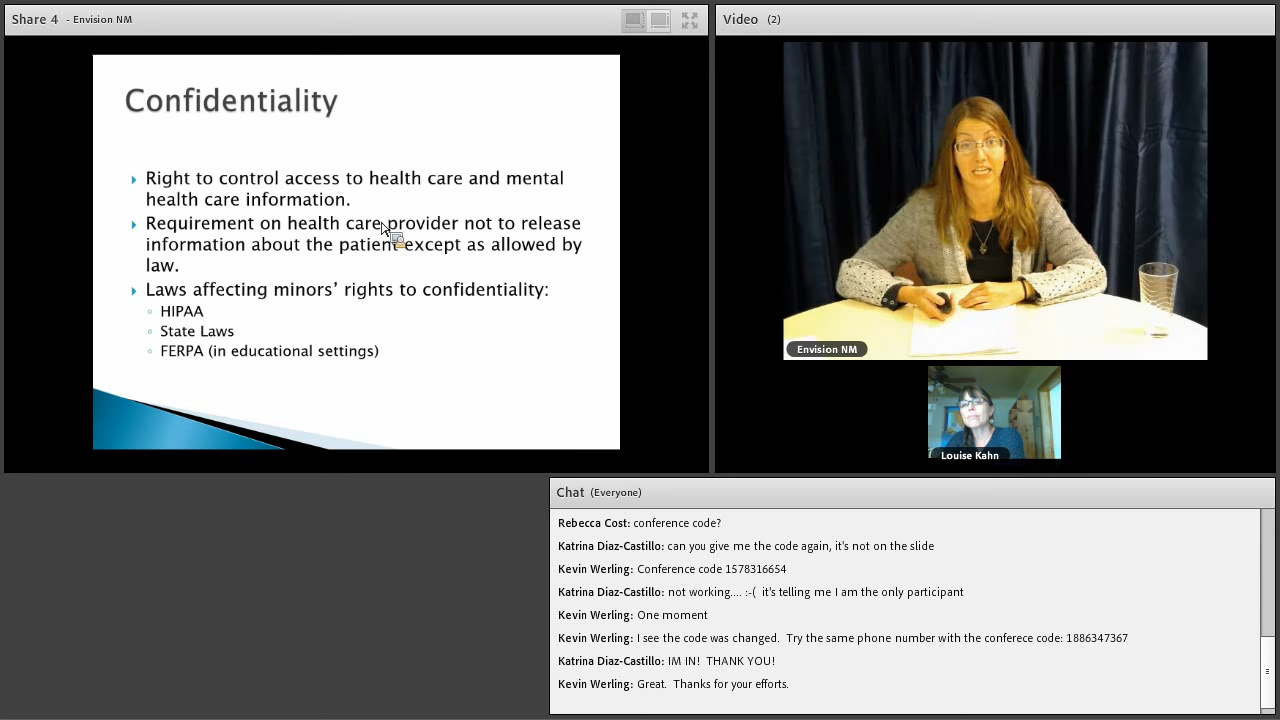 Share 4 - Envision NM
Confidentiality
Right to control access to health care and mental
health care information.
Requirement on health care provider not to release
information about the patient except as allowed by
law.
Laws affecting minors’ rights to confidentiality:
HIPAA
State Laws
FERPA (in educational settings)
Video (2)
Envision NM
Louise Kahn
Chat (Everyone)
Rebecca Cost: conference code?
Katrina Diaz-Castillo: can you give me the code again, it's not on the slide
Kevin Werling: Conference code 1578316654
Katrina Diaz-Castillo: not working.... :-( it's telling me I am the only participant
Kevin Werling: One moment
Kevin Werling: I see the code was changed. Try the same phone number with the conferece code: 1886347367
Katrina Diaz-Castillo: IM IN! THANK YOU!
Kevin Werling: Great. Thanks for your efforts.